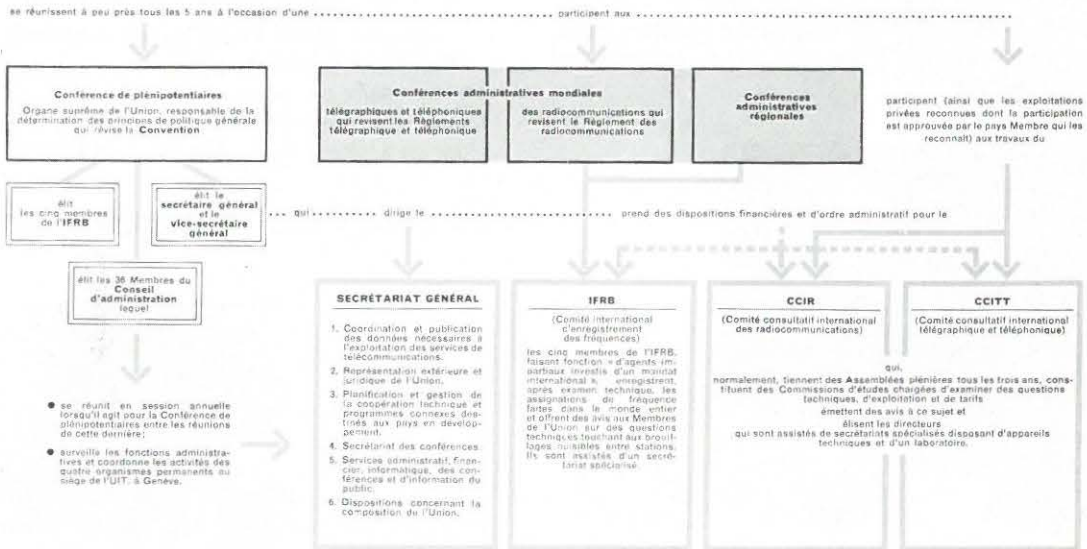 se réunissent à peu près tous les 5 ans à l'occasion d'une
participent aux
Conférence de plénipotentiaires
Organe suprême de l'Union, responsable de la
détermination des principes de politique générale
qui révise la Convention
Conférences administratives mondiales
télégraphiques et téléphoniques
qui revisent les Règlements
télégraphique et téléphonique
des radiocommunications qui
revisent le Règlement des
radiocommunications
Conférences
administratives
régionales
participent (ainsi que les exploitations
privées reconnues dont la participation
est approuvée par le pays Membre qui les
reconnaît) aux travaux du
élit
les cinq membres
de l'IFRB
élit le
secrétaire général
et le
vice-secrétaire
général
qui
dirige le
prend des dispositions financières et d'ordre administratif pour le
élit les 36 Membres du
Conseil
d'administration
lequel
● se réunit en session annuelle
lorsqu'il agit pour la Conférence de
plénipotentiaires entre les réunions
de cette dernière;
● surveille les fonctions administra-
tives et coordonne les activités des
quatre organismes permanents au
siège de l'UIT, à Genève.
SECRÉTARIAT GÉNÉRAL
1. Coordination et publication
des données nécessaires à
l'exploitation des services de
télécommunications.
2. Représentation extérieure et
juridique de l'Union.
3. Planification et gestion de
la coopération technique et
programmes connexes des-
tinés aux pays en dévelop-
pement.
4. Secrétariat des conférences.
5. Services administratif, finan-
cier, informatique, des con-
férences et d'information du
public.
6. Dispositions concernant la
composition de l'Union.
IFRB
(Comité international
d'enregistrement
des fréquences)
les cinq membres de l'IFRB,
faisant fonction « d'agents im-
partiaux investis d'un mandat
international », enregistrent,
après examen technique, les
assignations de fréquence
faites dans le monde entier
et offrent des avis aux Membres
de l'Union sur des questions
techniques touchant aux brouil-
lages nuisibles entre stations.
Ils sont assistés d'un secré-
tariat spécialisé.
CCIR
(Comité consultatif international
des radiocommunications)
CCITT
(Comité consultatif international
télégraphique et téléphonique)
qui,
normalement, tiennent des Assemblées plénières tous les trois ans, cons-
tituent des Commissions d'études chargées d'examiner des questions
techniques, d'exploitation et de tarifs
émettent des avis à ce sujet et
élisent les directeurs
qui sont assistés de secrétariats spécialisés disposant d'appareils
techniques et d'un laboratoire.